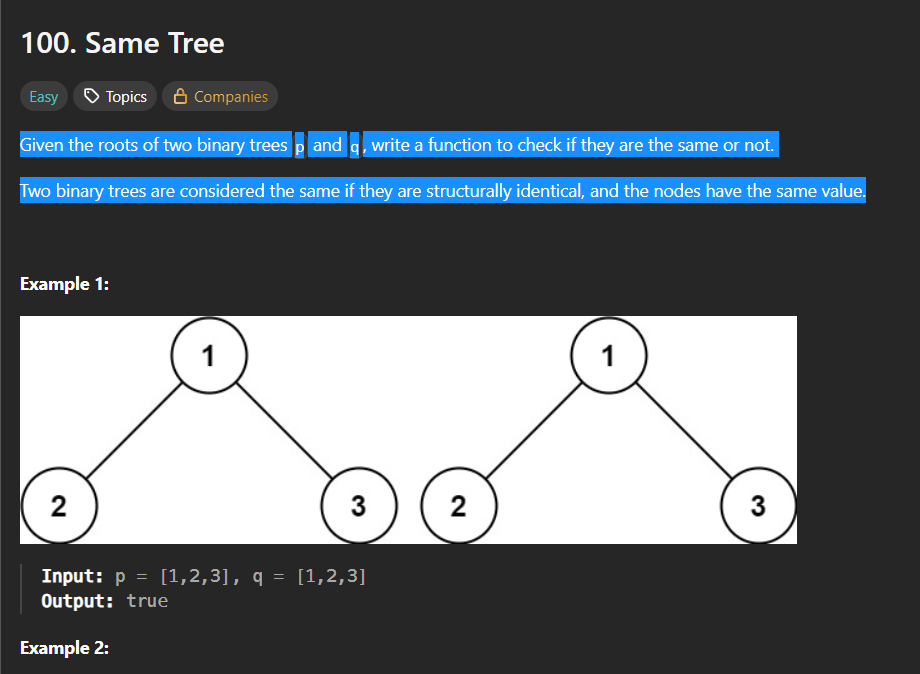 100. Same Tree
Easy Topics Companies
Given the roots of two binary trees p and q, write a function to check if they are the same or not.
Two binary trees are considered the same if they are structurally identical, and the nodes have the same value.
Example 1:
1 1
2 3 2 3
Input: p = [1,2,3], q = [1,2,3]
Output: true
Example 2: